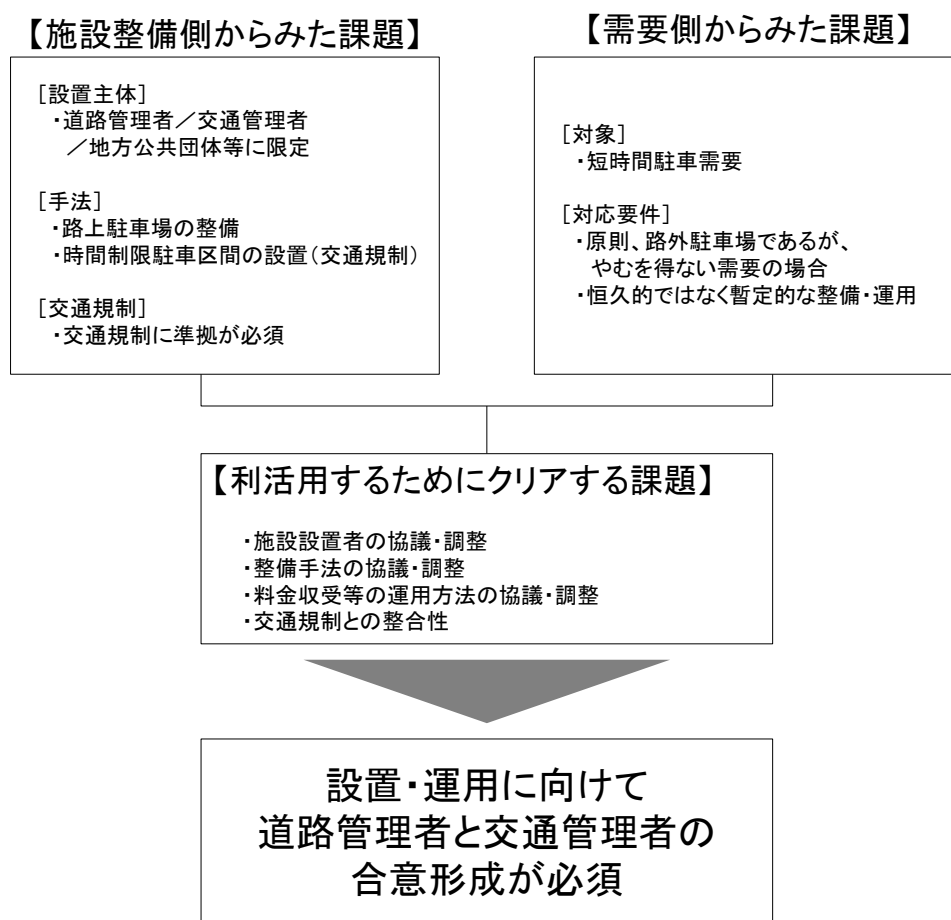 【施設整備側からみた課題】
[設置主体]
・道路管理者／交通管理者
／地方公共団体等に限定
[手法]
・路上駐車場の整備
・時間制限駐車区間の設置（交通規制）
[交通規制]
・交通規制に準拠が必須
【需要側からみた課題】
[対象]
・短時間駐車需要
[対応要件]
・原則、路外駐車場であるが、
やむを得ない需要の場合
・恒久的ではなく暫定的な整備・運用
【利活用するためにクリアする課題】
・施設設置者の協議・調整
・整備手法の協議・調整
・料金収受等の運用方法の協議・調整
・交通規制との整合性
設置・運用に向けて
道路管理者と交通管理者の
合意形成が必須